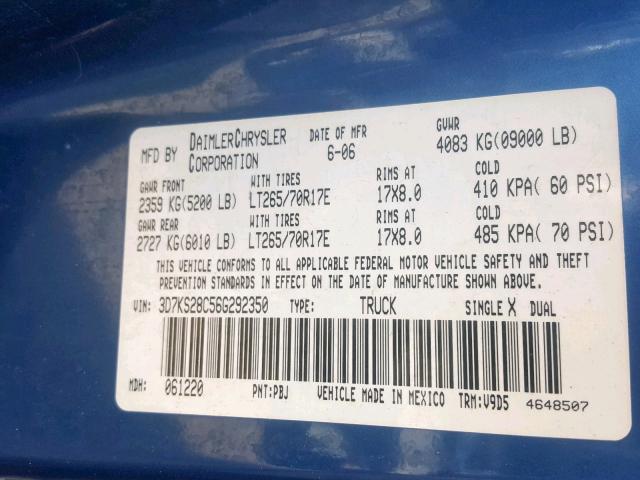 MFD BY DAIMLERCHRYSLER CORPORATION DATE OF MFR 6-06 GVWR 4083 KG(09000 LB)
GAWR FRONT WITH TIRES RIMS AT COLD
2359 KG(5200 LB) LT265/70R17E 17X8.0 410 KPA( 60 PSI)
GAWR REAR WITH TIRES RIMS AT COLD
2727 KG(6010 LB) LT265/70R17E 17X8.0 485 KPA( 70 PSI)
THIS VEHICLE CONFORMS TO ALL APPLICABLE FEDERAL MOTOR VEHICLE SAFETY AND THEFT
PREVENTION STANDARDS IN EFFECT ON THE DATE OF MANUFACTURE SHOWN ABOVE.
VIN: 3D7KS28C56G292350 TYPE: TRUCK SINGLE X DUAL
MDH: 061220 PNT:PBJ VEHICLE MADE IN MEXICO TRM:V9D5 4648507